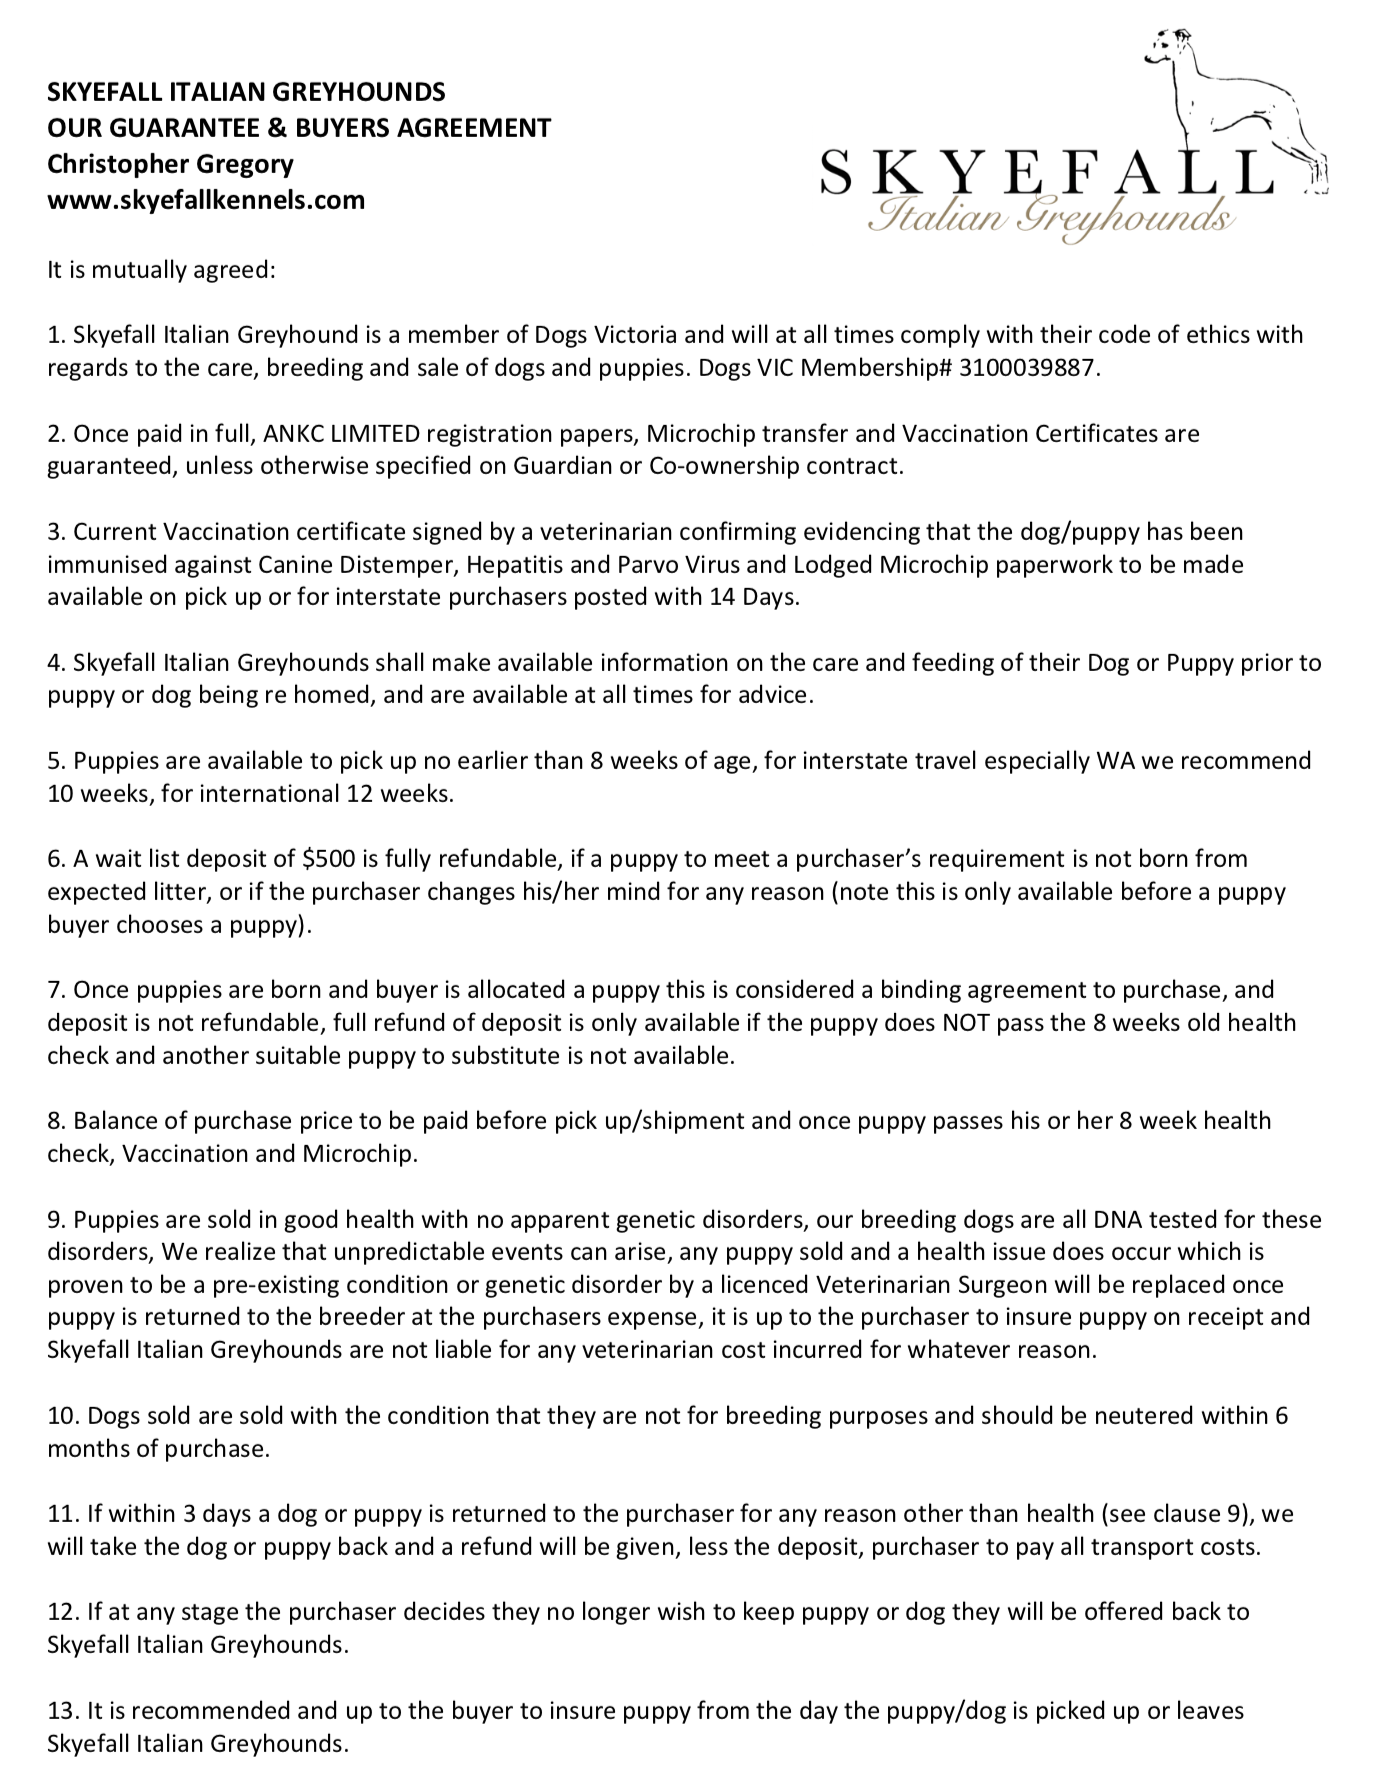 SKYEFALL ITALIAN GREYHOUNDS
OUR GUARANTEE & BUYERS AGREEMENT
Christopher Gregory
www.skyefallkennels.com
SKYEFALL
Italian Greyhounds
It is mutually agreed:
1. Skyefall Italian Greyhound is a member of Dogs Victoria and will at all times comply with their code of ethics with
regards to the care, breeding and sale of dogs and puppies. Dogs VIC Membership# 3100039887.
2. Once paid in full, ANKC LIMITED registration papers, Microchip transfer and Vaccination Certificates are
guaranteed, unless otherwise specified on Guardian or Co-ownership contract.
3. Current Vaccination certificate signed by a veterinarian confirming evidencing that the dog/puppy has been
immunised against Canine Distemper, Hepatitis and Parvo Virus and Lodged Microchip paperwork to be made
available on pick up or for interstate purchasers posted with 14 Days.
4. Skyefall Italian Greyhounds shall make available information on the care and feeding of their Dog or Puppy prior to
puppy or dog being re homed, and are available at all times for advice.
5. Puppies are available to pick up no earlier than 8 weeks of age, for interstate travel especially WA we recommend
10 weeks, for international 12 weeks.
6. A wait list deposit of $500 is fully refundable, if a puppy to meet a purchaser’s requirement is not born from
expected litter, or if the purchaser changes his/her mind for any reason (note this is only available before a puppy
buyer chooses a puppy).
7. Once puppies are born and buyer is allocated a puppy this is considered a binding agreement to purchase, and
deposit is not refundable, full refund of deposit is only available if the puppy does NOT pass the 8 weeks old health
check and another suitable puppy to substitute is not available.
8. Balance of purchase price to be paid before pick up/shipment and once puppy passes his or her 8 week health
check, Vaccination and Microchip.
9. Puppies are sold in good health with no apparent genetic disorders, our breeding dogs are all DNA tested for these
disorders, We realize that unpredictable events can arise, any puppy sold and a health issue does occur which is
proven to be a pre-existing condition or genetic disorder by a licenced Veterinarian Surgeon will be replaced once
puppy is returned to the breeder at the purchasers expense, it is up to the purchaser to insure puppy on receipt and
Skyefall Italian Greyhounds are not liable for any veterinarian cost incurred for whatever reason.
10. Dogs sold are sold with the condition that they are not for breeding purposes and should be neutered within 6
months of purchase.
11. If within 3 days a dog or puppy is returned to the purchaser for any reason other than health (see clause 9), we
will take the dog or puppy back and a refund will be given, less the deposit, purchaser to pay all transport costs.
12. If at any stage the purchaser decides they no longer wish to keep puppy or dog they will be offered back to
Skyefall Italian Greyhounds.
13. It is recommended and up to the buyer to insure puppy from the day the puppy/dog is picked up or leaves
Skyefall Italian Greyhounds.